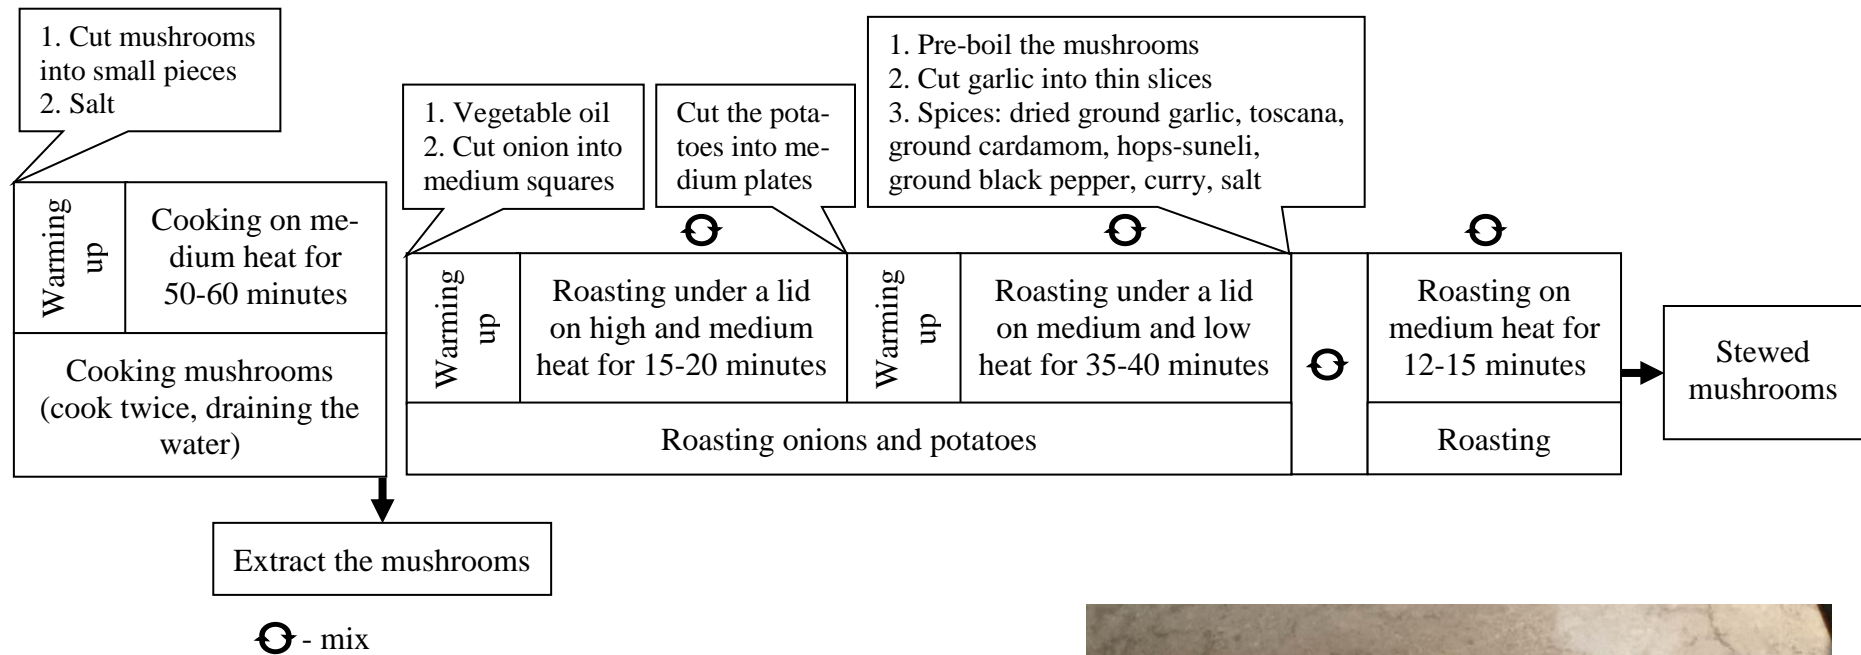 1. Cut mushrooms
into small pieces
2. Salt
Warming
up
Cooking on me-
dium heat for
50-60 minutes
Cooking mushrooms
(cook twice, draining the
water)
Extract the mushrooms
- mix
1. Vegetable oil
2. Cut onion into
medium squares
Warming
up
Roasting under a lid
on high and medium
heat for 15-20 minutes
Cut the pota-
toes into me-
dium plates
Warming
up
Roasting under a lid
on medium and low
heat for 35-40 minutes
Roasting onions and potatoes
1. Pre-boil the mushrooms
2. Cut garlic into thin slices
3. Spices: dried ground garlic, toscana,
ground cardamom, hops-suneli,
ground black pepper, curry, salt
Roasting on
medium heat for
12-15 minutes
Roasting
Stewed
mushrooms